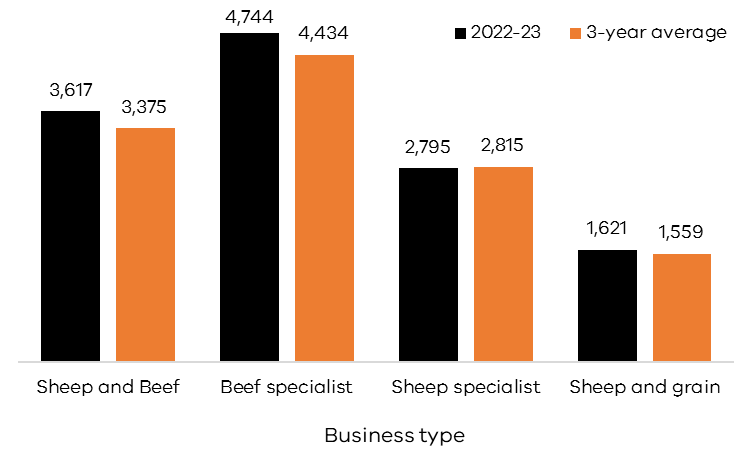 4,744
2022-23 3-year average
4,434
3,617
3,375
2,795 2,815
1,621 1,559
Sheep and Beef Beef specialist Sheep specialist Sheep and grain
Business type